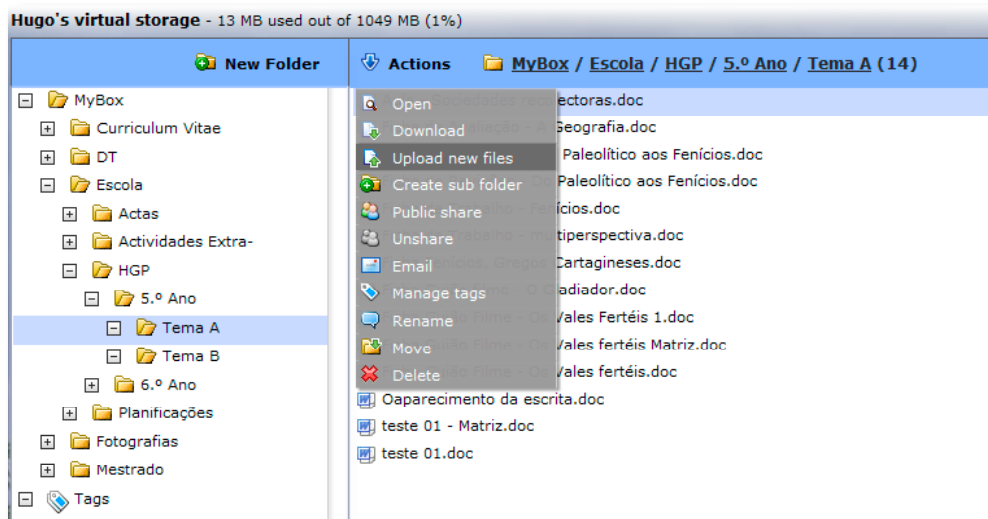 Hugo's virtual storage - 13 MB used out of 1049 MB (1%)
New Folder
Actions MyBox / Escola / HGP / 5.º Ano / Tema A (14)
MyBox
Curriculum Vitae
DT
Escola
Actas
Actividades Extra-
HGP
5.º Ano
Tema A
Tema B
6.º Ano
Planificações
Fotografias
Mestrado
Tags
Open
Download
Upload new files
Create sub folder
Public share
Unshare
Email
Manage tags
Rename
Move
Delete
ectoras.doc
Geografia.doc
Paleolítico aos Fenícios.doc
Paleolítico aos Fenícios.doc
Fenícios.doc
tiperspectiva.doc
Cartagineses.doc
Gladiador.doc
Vales Fertéis 1.doc
Vales fertéis Matriz.doc
Vales fertéis.doc
Oaparecimento da escrita.doc
teste 01 - Matriz.doc
teste 01.doc